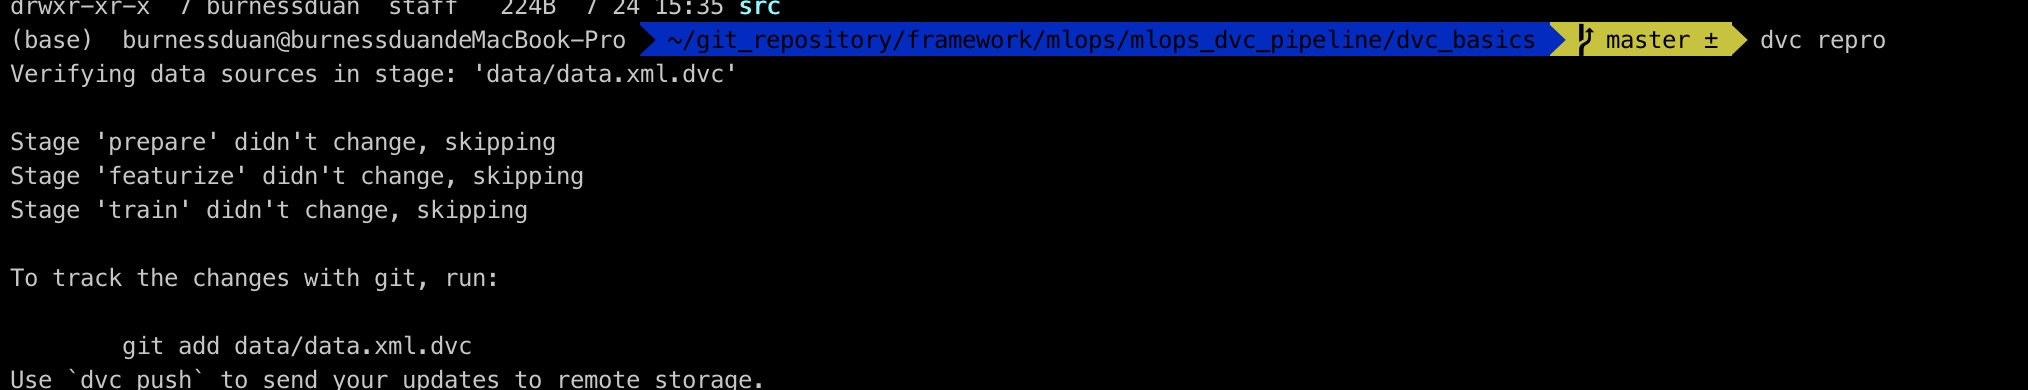 drwxr-xr-x  7 burnessduan  staff   224B  7 24 15:35 src
(base)  burnessduan@burnessduandeMacBook-Pro  ~/git_repository/framework/mlops/mlops_dvc_pipeline/dvc_basics  master ±  dvc repro
Verifying data sources in stage: 'data/data.xml.dvc'
Stage 'prepare' didn't change, skipping
Stage 'featurize' didn't change, skipping
Stage 'train' didn't change, skipping
To track the changes with git, run:
git add data/data.xml.dvc
Use `dvc push` to send your updates to remote storage.